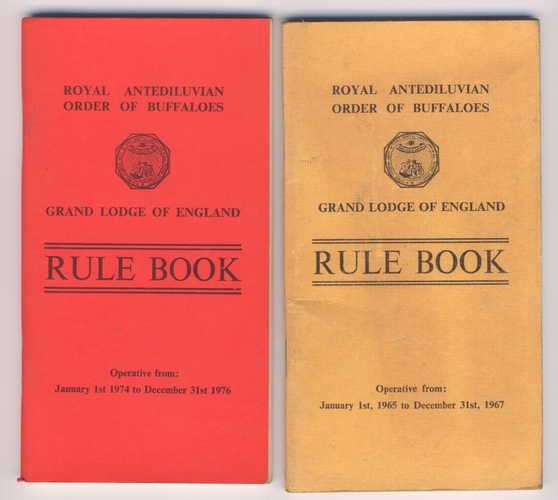 ROYAL ANTEDILUVIAN
ORDER OF BUFFALOES
GRAND LODGE OF ENGLAND
RULE BOOK
Operative from:
January 1st 1974 to December 31st 1976
ROYAL ANTEDILUVIAN
ORDER OF BUFFALOES
GRAND LODGE OF ENGLAND
RULE BOOK
Operative from:
January 1st, 1965 to December 31st, 1967